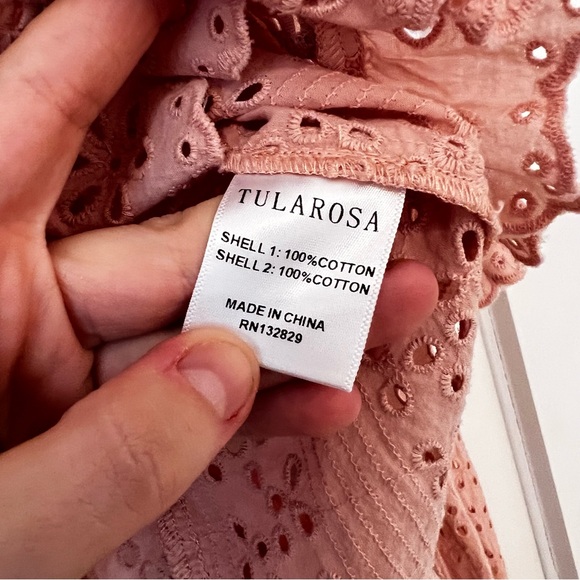 TULAROSA
SHELL 1: 100%COTTON
SHELL 2: 100%COTTON
MADE IN CHINA
RN132829